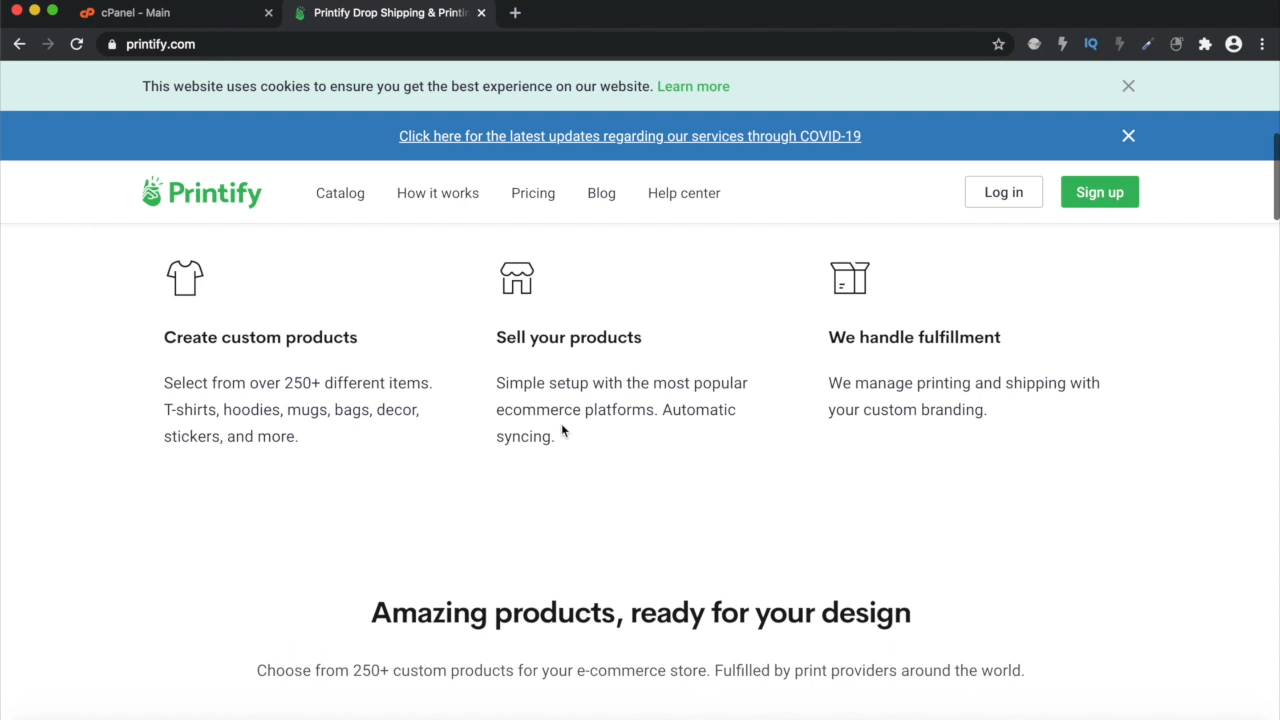 cPanel - Main
Printify Drop Shipping & Printin
printify.com
IQ
This website uses cookies to ensure you get the best experience on our website. Learn more
Click here for the latest updates regarding our services through COVID-19
Printify
Catalog
How it works
Pricing
Blog
Help center
Log in
Sign up
Create custom products
Select from over 250+ different items.
T-shirts, hoodies, mugs, bags, decor,
stickers, and more.
Sell your products
Simple setup with the most popular
ecommerce platforms. Automatic
syncing.
We handle fulfillment
We manage printing and shipping with
your custom branding.
Amazing products, ready for your design
Choose from 250+ custom products for your e-commerce store. Fulfilled by print providers around the world.